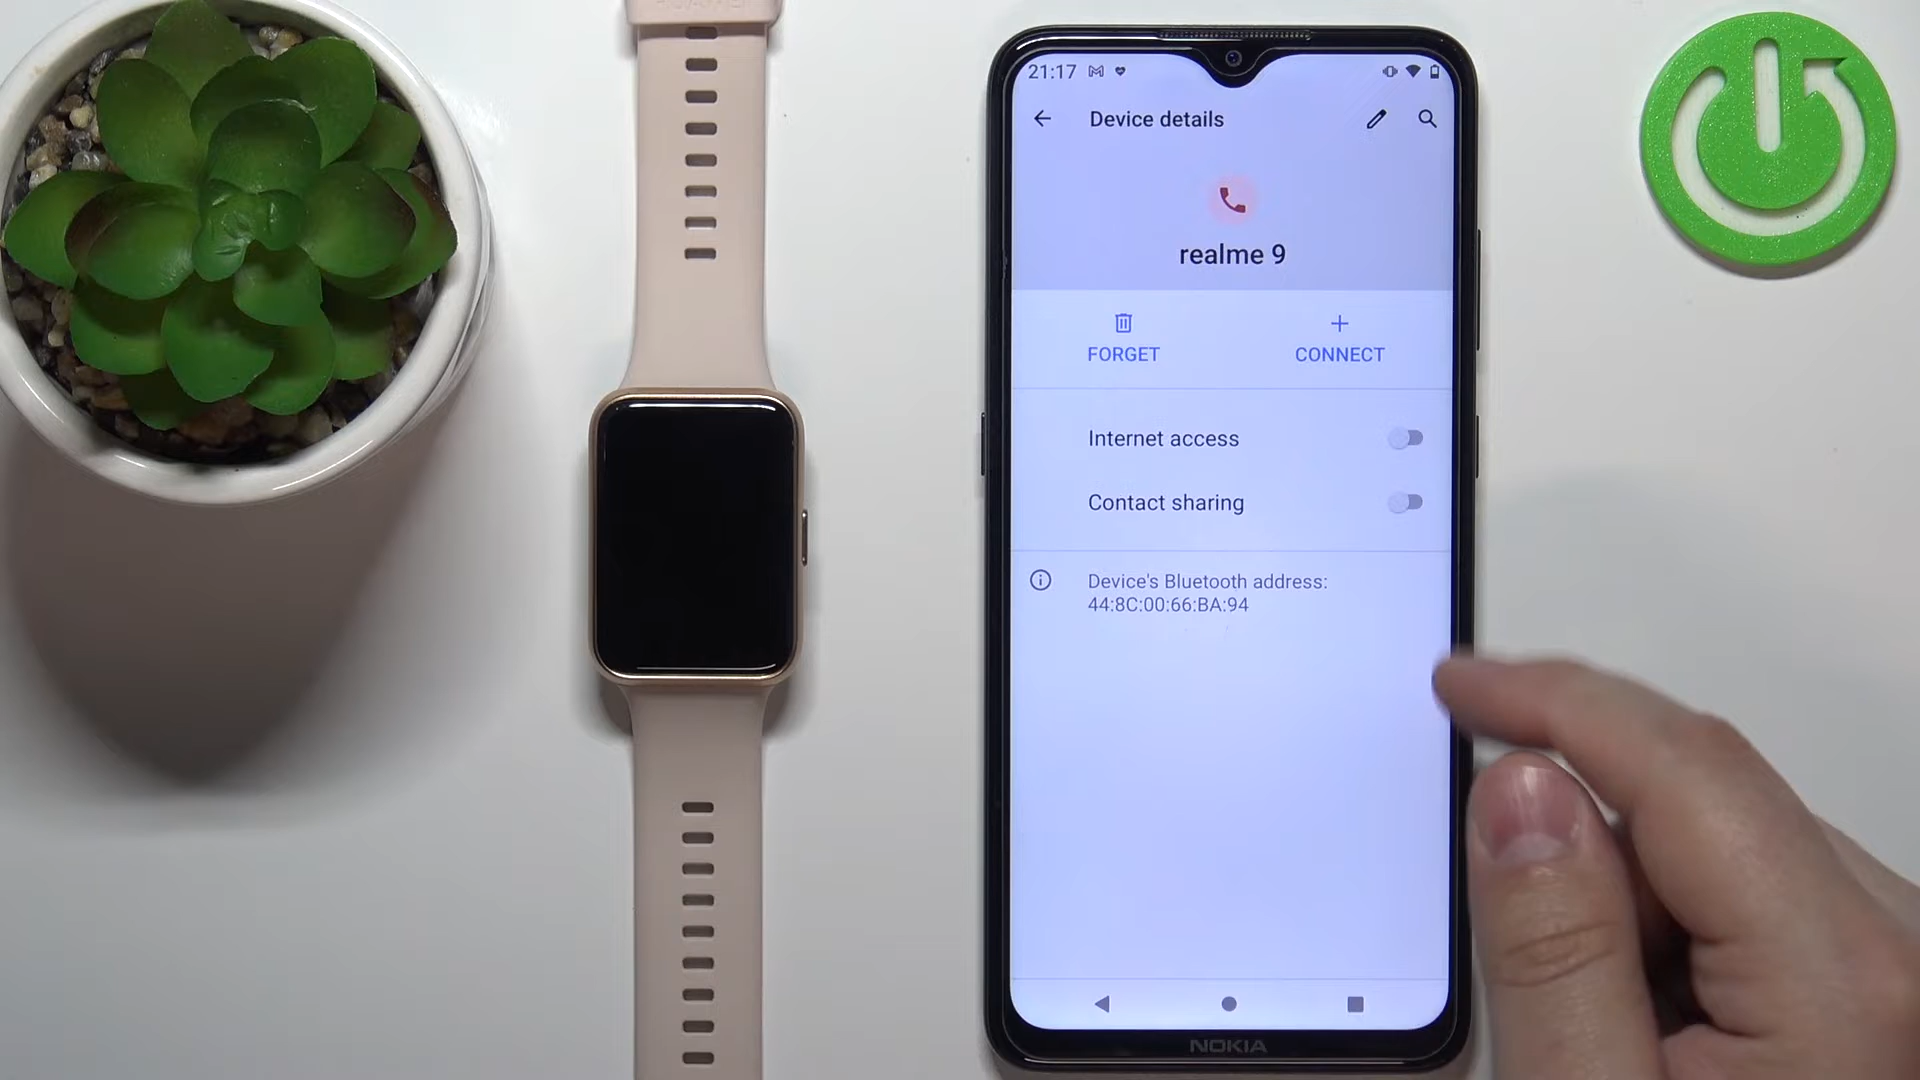 21:17
Device details
realme 9
FORGET
CONNECT
Internet access
Contact sharing
Device's Bluetooth address:
44:8C:00:66:BA:94
NOKIA